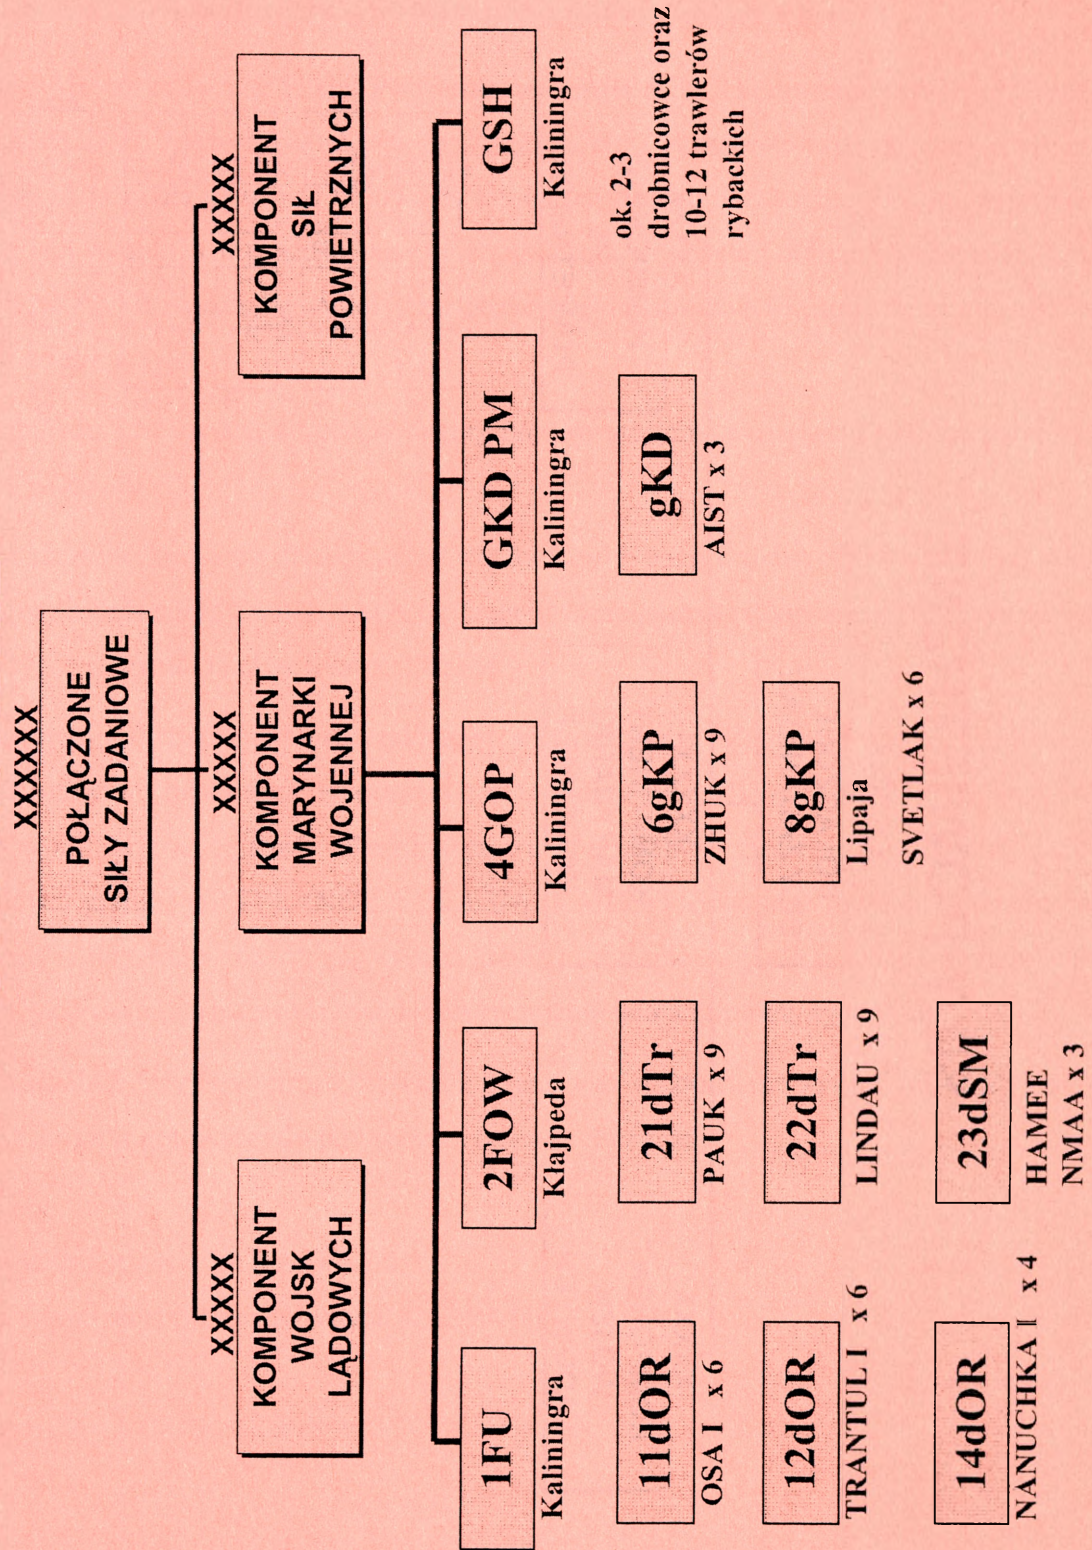 XXXXXX
POŁĄCZONE
SIŁY ZADANIOWE
XXXXX
KOMPONENT
WOJSK
LĄDOWYCH
XXXXX
KOMPONENT
MARYNARKI
WOJENNEJ
XXXXX
KOMPONENT
SIŁ
POWIETRZNYCH
1FU
Kaliningra
11dOR
OSA I x 6
12dOR
TRANTUL I x 6
14dOR
NANUCHKA II x 4
2FOW
Kłajpeda
21dTr
PAUK x 9
22dTr
LINDAU x 9
23dSM
HAMEE
NMAA x 3
4GOP
Kaliningra
6gKP
ZHUK x 9
8gKP
Lipaja
SVETLAK x 6
GKD PM
Kaliningra
gKD
AIST x 3
GSH
Kaliningra
ok. 2-3
drobnicowce oraz
10-12 trawlerów
rybackich